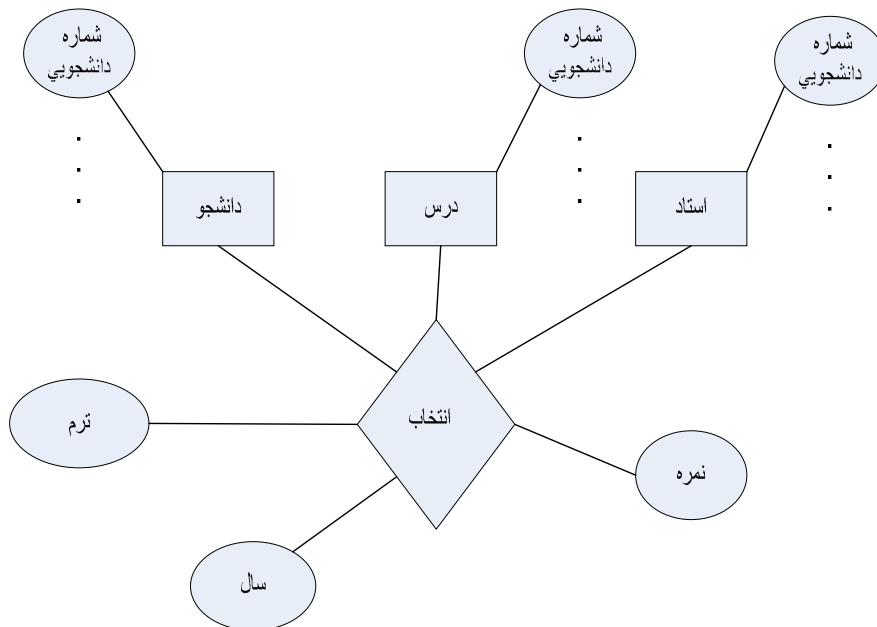 شماره
دانشجويي
شماره
دانشجويي
شماره
دانشجويي
دانشجو
درس
استاد
انتخاب
ترم
نمره
سال